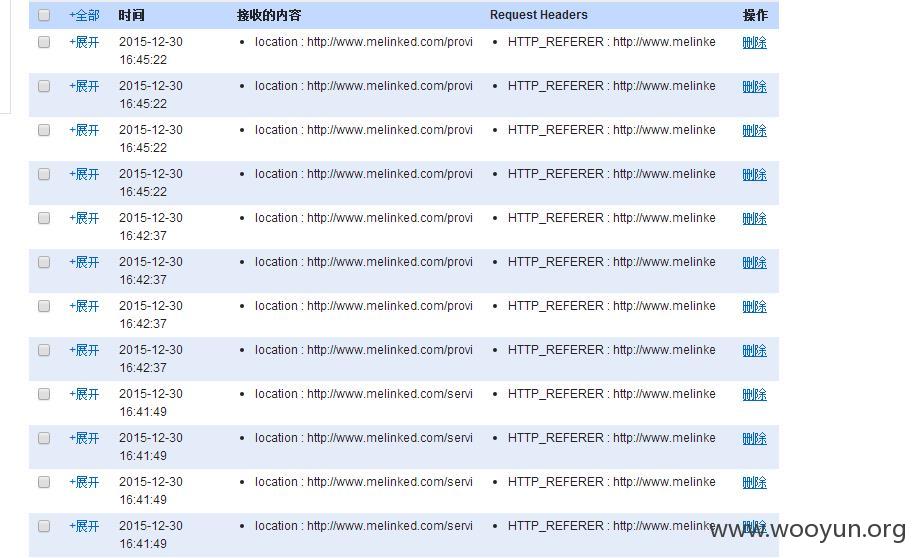 +全部 时间 接收的内容 Request Headers 操作
+展开 2015-12-30 location : http://www.melinked.com/provi HTTP_REFERER : http://www.melinke 删除
16:45:22
+展开 2015-12-30 location : http://www.melinked.com/provi HTTP_REFERER : http://www.melinke 删除
16:45:22
+展开 2015-12-30 location : http://www.melinked.com/provi HTTP_REFERER : http://www.melinke 删除
16:45:22
+展开 2015-12-30 location : http://www.melinked.com/provi HTTP_REFERER : http://www.melinke 删除
16:45:22
+展开 2015-12-30 location : http://www.melinked.com/provi HTTP_REFERER : http://www.melinke 删除
16:42:37
+展开 2015-12-30 location : http://www.melinked.com/provi HTTP_REFERER : http://www.melinke 删除
16:42:37
+展开 2015-12-30 location : http://www.melinked.com/provi HTTP_REFERER : http://www.melinke 删除
16:42:37
+展开 2015-12-30 location : http://www.melinked.com/provi HTTP_REFERER : http://www.melinke 删除
16:42:37
+展开 2015-12-30 location : http://www.melinked.com/servi HTTP_REFERER : http://www.melinke 删除
16:41:49
+展开 2015-12-30 location : http://www.melinked.com/servi HTTP_REFERER : http://www.melinke 删除
16:41:49
+展开 2015-12-30 location : http://www.melinked.com/servi HTTP_REFERER : http://www.melinke 删除
16:41:49
+展开 2015-12-30 location : http://www.melinked.com/servi HTTP_REFERER : http://www.melinke 删除
16:41:49
www.wooyun.org